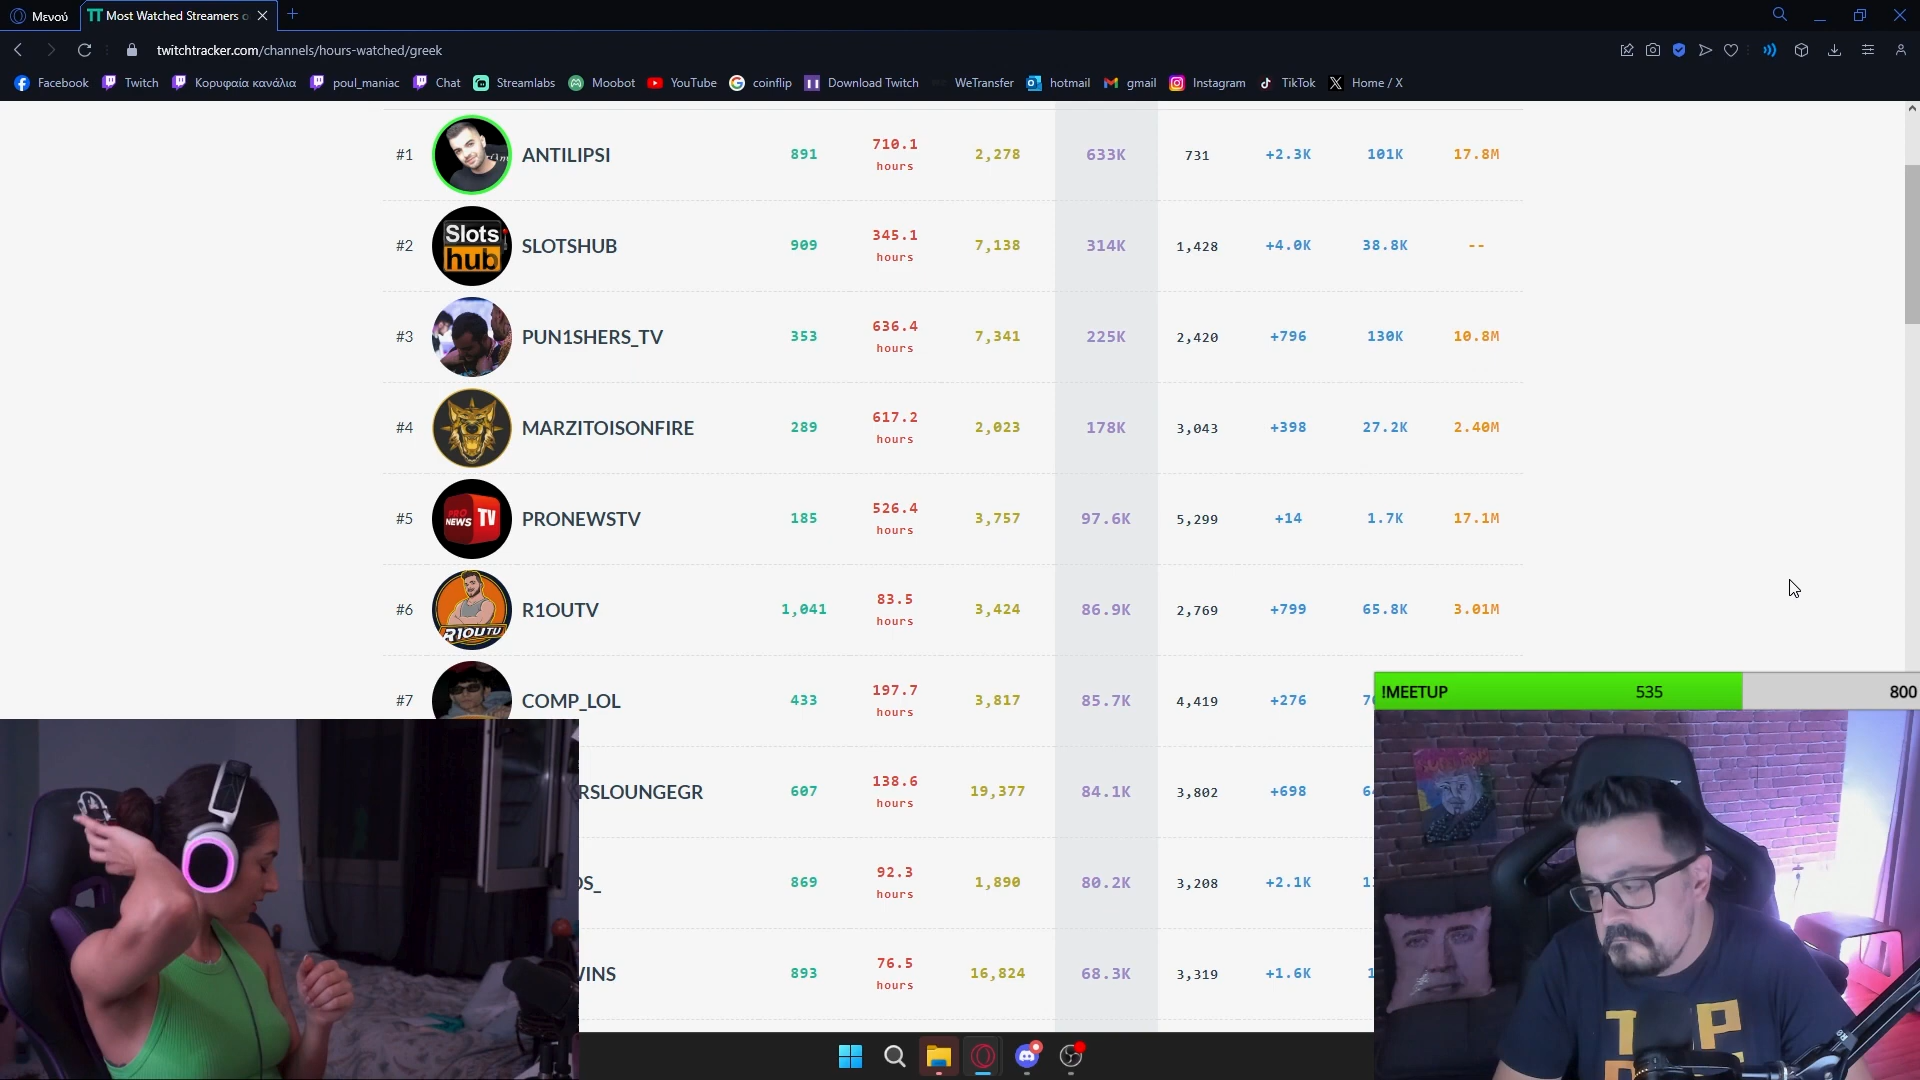 Μενού
Most Watched Streamers o
twitchtracker.com/channels/hours-watched/greek
Facebook
Twitch
Κορυφαία κανάλια
poul_maniac
Chat
Streamlabs
Moobot
YouTube
coinflip
Download Twitch
WeTransfer
hotmail
gmail
Instagram
TikTok
Home / X
#1 ANTILIPSI 891 710.1 hours 2,278 633K 731 +2.3K 101K 17.8M
Slots hub
#2 SLOTSHUB 909 345.1 hours 7,138 314K 1,428 +4.0K 38.8K --
#3 PUN1SHERS_TV 353 636.4 hours 7,341 225K 2,420 +796 130K 10.8M
#4 MARZITOISONFIRE 289 617.2 hours 2,023 178K 3,043 +398 27.2K 2.40M
PRO NEWS TV
#5 PRONEWSTV 185 526.4 hours 3,757 97.6K 5,299 +14 1.7K 17.1M
R1OUTV
#6 R1OUTV 1,041 83.5 hours 3,424 86.9K 2,769 +799 65.8K 3.01M
#7 COMP_LOL 433 197.7 hours 3,817 85.7K 4,419 +276
!MEETUP 535 800
RSLOUNGEGR 607 138.6 hours 19,377 84.1K 3,802 +698
S_ 869 92.3 hours 1,890 80.2K 3,208 +2.1K
WINS 893 76.5 hours 16,824 68.3K 3,319 +1.6K